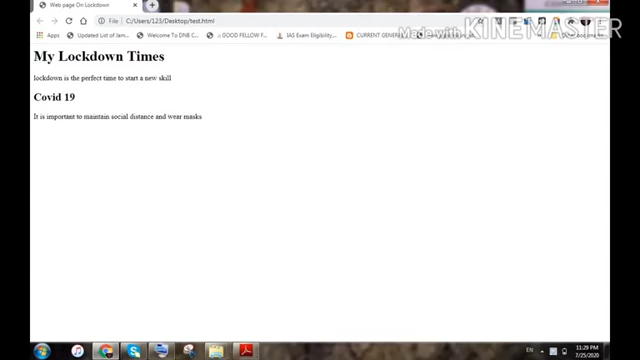 Web page On Lockdown
File | C:/Users/123/Desktop/test.html
Apps Updated List of Jam... Welcome To DNB C... .: GOOD FELLOW F... IAS Exam Eligibility,... CURRENT GENERAL
Made with KINEMASTER
My Lockdown Times
lockdown is the perfect time to start a new skill
Covid 19
It is important to maintain social distance and wear masks
EN
11:29 PM
7/25/2020